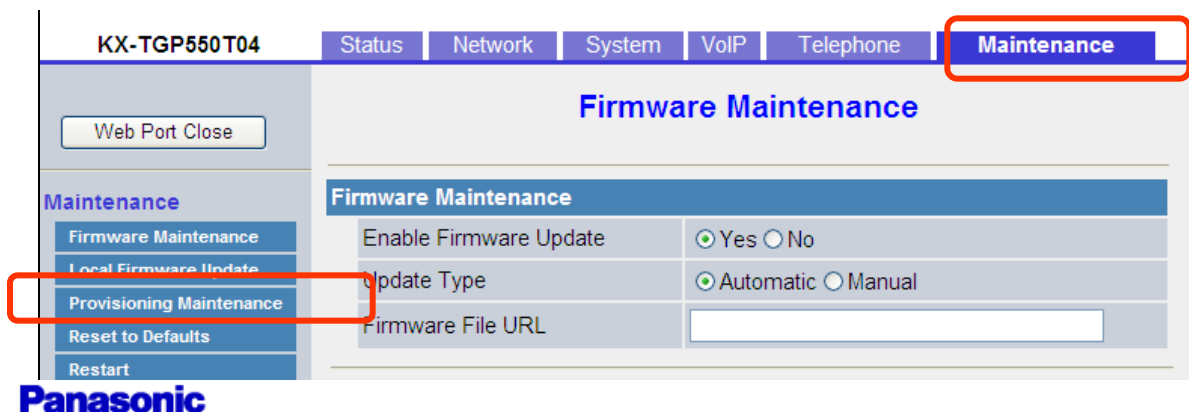 KX-TGP550T04 Status Network System VoIP Telephone Maintenance
Web Port Close
Firmware Maintenance
Maintenance
Firmware Maintenance
Local Firmware Update
Provisioning Maintenance
Reset to Defaults
Restart
Firmware Maintenance
Enable Firmware Update Yes No
Update Type Automatic Manual
Firmware File URL
Panasonic